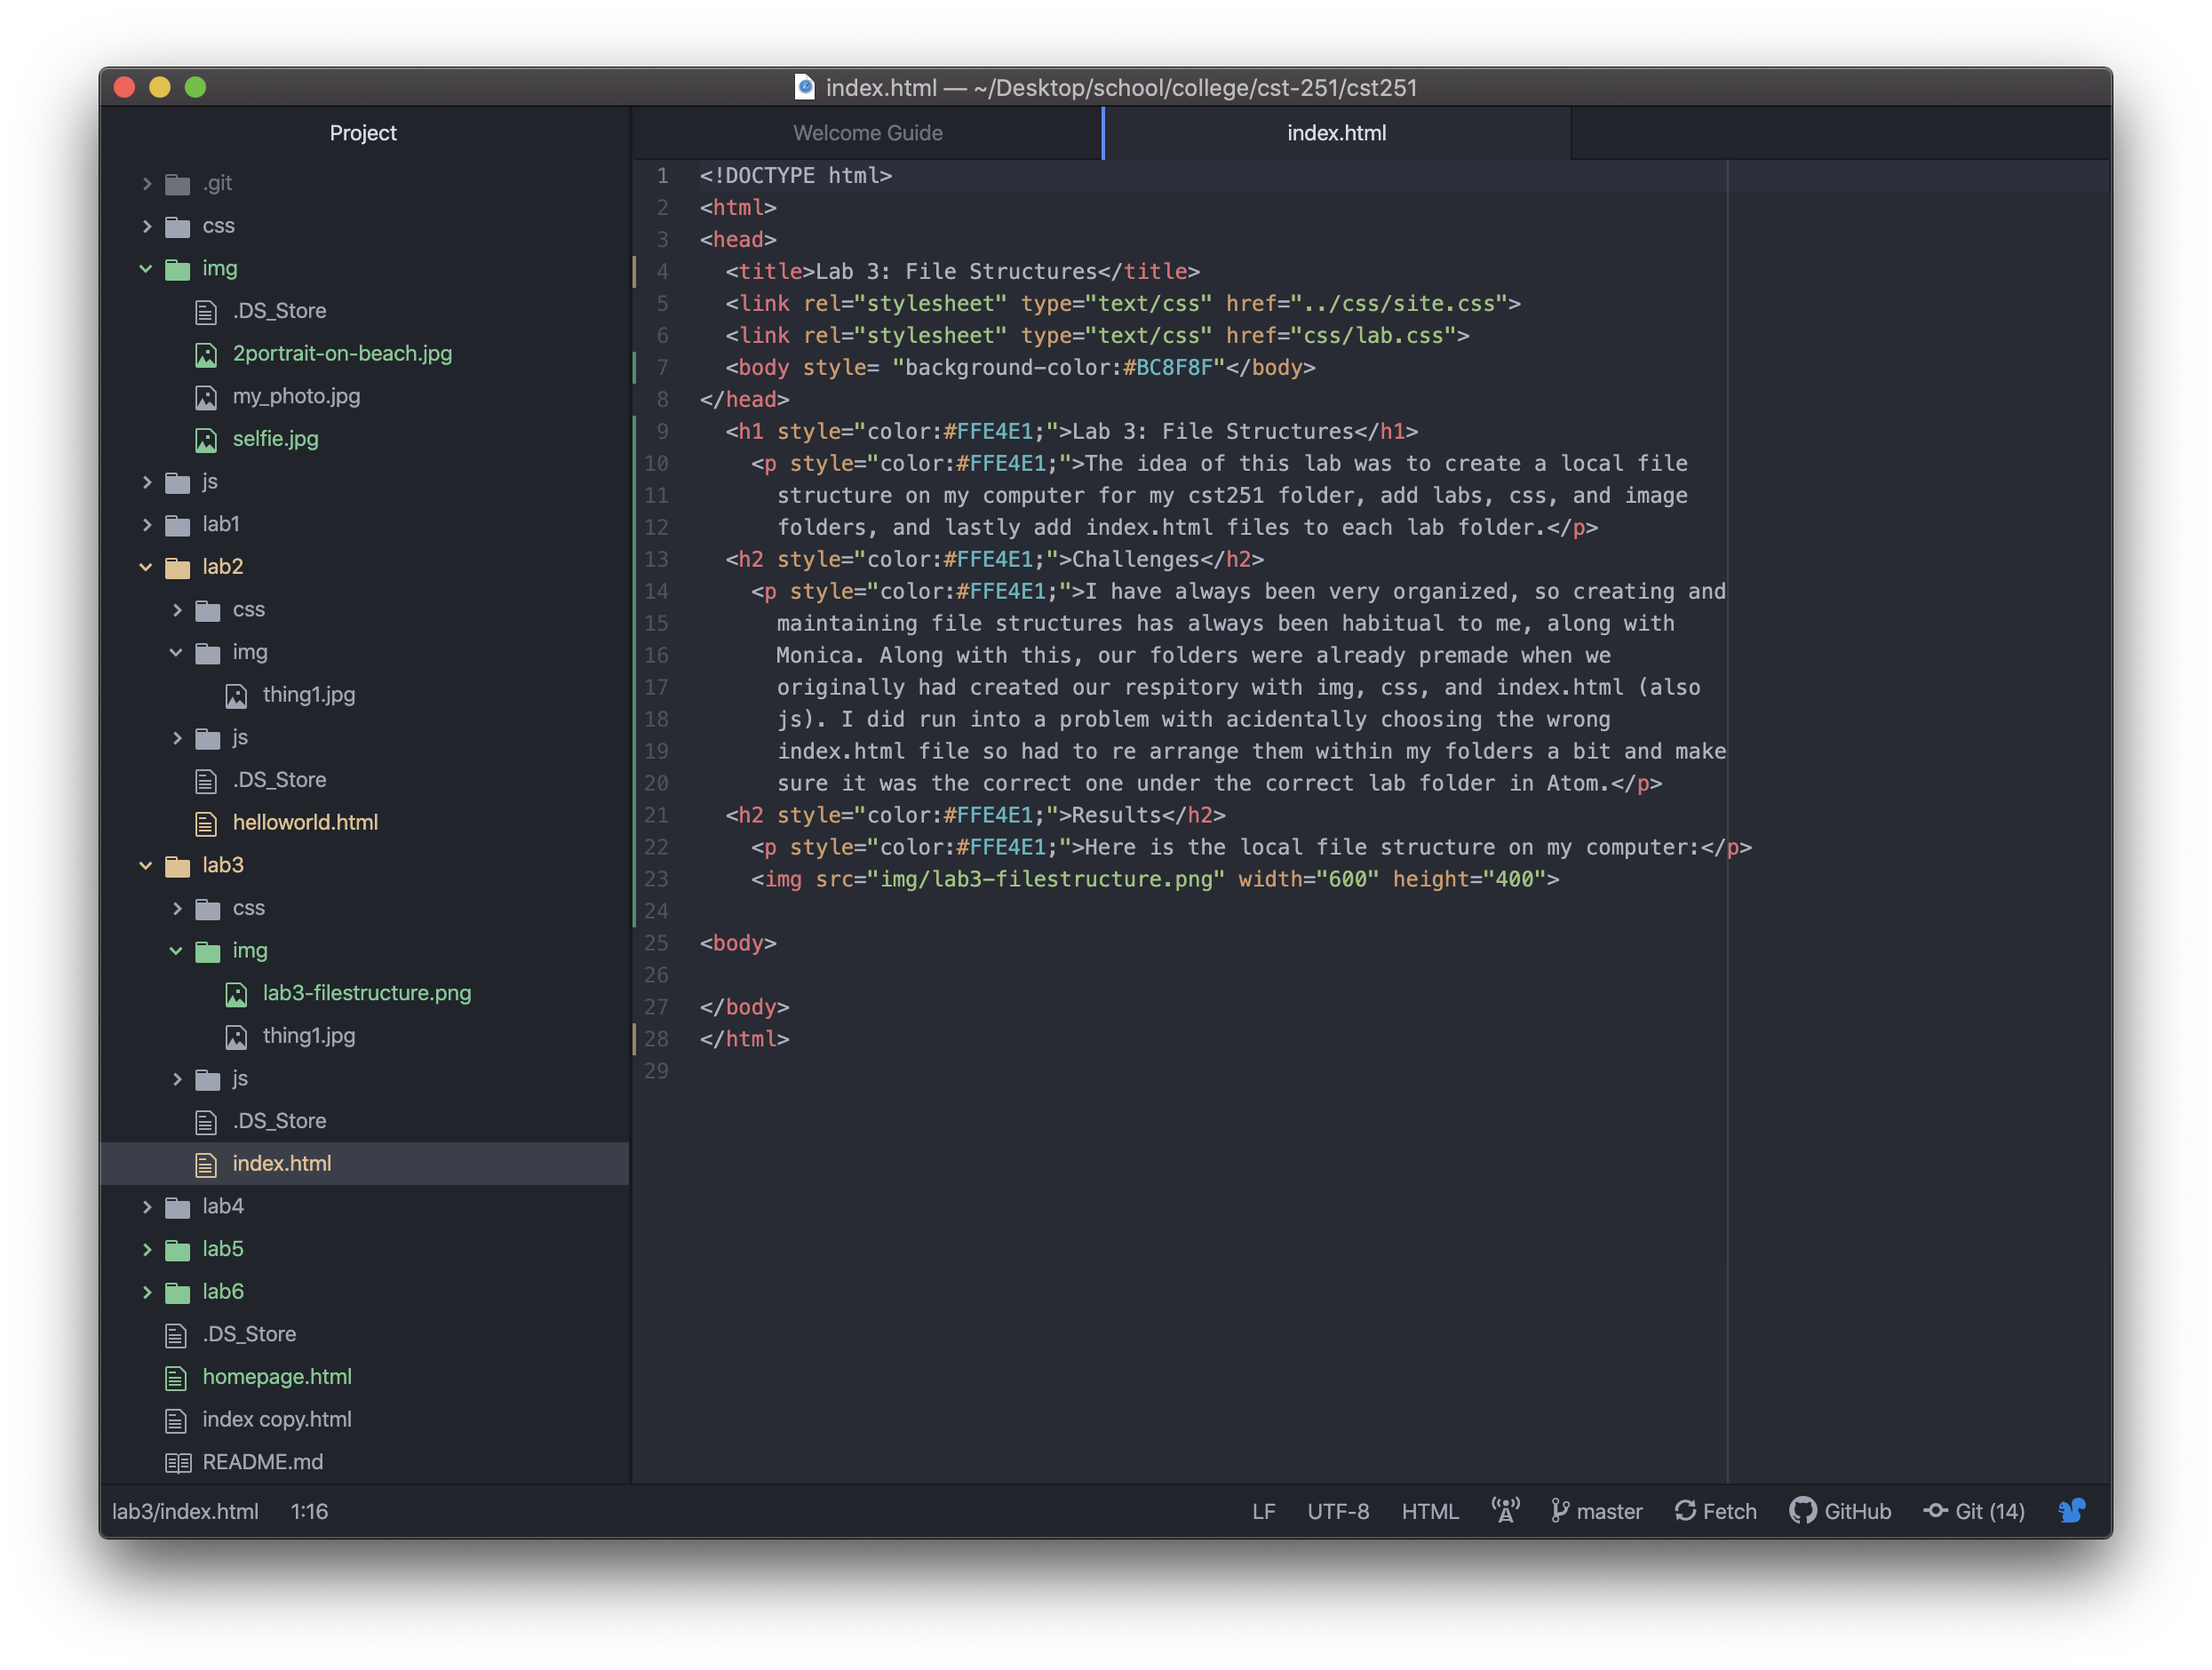 index.html — ~/Desktop/school/college/cst-251/cst251
Project
.git
css
img
.DS_Store
2portrait-on-beach.jpg
my_photo.jpg
selfie.jpg
js
lab1
lab2
css
img
thing1.jpg
js
.DS_Store
helloworld.html
lab3
css
img
lab3-filestructure.png
thing1.jpg
js
.DS_Store
index.html
lab4
lab5
lab6
.DS_Store
homepage.html
index copy.html
README.md
Welcome Guide
index.html
1 <!DOCTYPE html>
2 <html>
3 <head>
4 <title>Lab 3: File Structures</title>
5 <link rel="stylesheet" type="text/css" href="../css/site.css">
6 <link rel="stylesheet" type="text/css" href="css/lab.css">
7 <body style= "background-color:#BC8F8F"</body>
8 </head>
9 <h1 style="color:#FFE4E1;">Lab 3: File Structures</h1>
10 <p style="color:#FFE4E1;">The idea of this lab was to create a local file
11 structure on my computer for my cst251 folder, add labs, css, and image
12 folders, and lastly add index.html files to each lab folder.</p>
13 <h2 style="color:#FFE4E1;">Challenges</h2>
14 <p style="color:#FFE4E1;">I have always been very organized, so creating and
15 maintaining file structures has always been habitual to me, along with
16 Monica. Along with this, our folders were already premade when we
17 originally had created our respitory with img, css, and index.html (also
18 js). I did run into a problem with acidentally choosing the wrong
19 index.html file so had to re arrange them within my folders a bit and make
20 sure it was the correct one under the correct lab folder in Atom.</p>
21 <h2 style="color:#FFE4E1;">Results</h2>
22 <p style="color:#FFE4E1;">Here is the local file structure on my computer:</p>
23 <img src="img/lab3-filestructure.png" width="600" height="400">
24
25 <body>
26
27 </body>
28 </html>
29
lab3/index.html 1:16 LF UTF-8 HTML master Fetch GitHub Git (14)